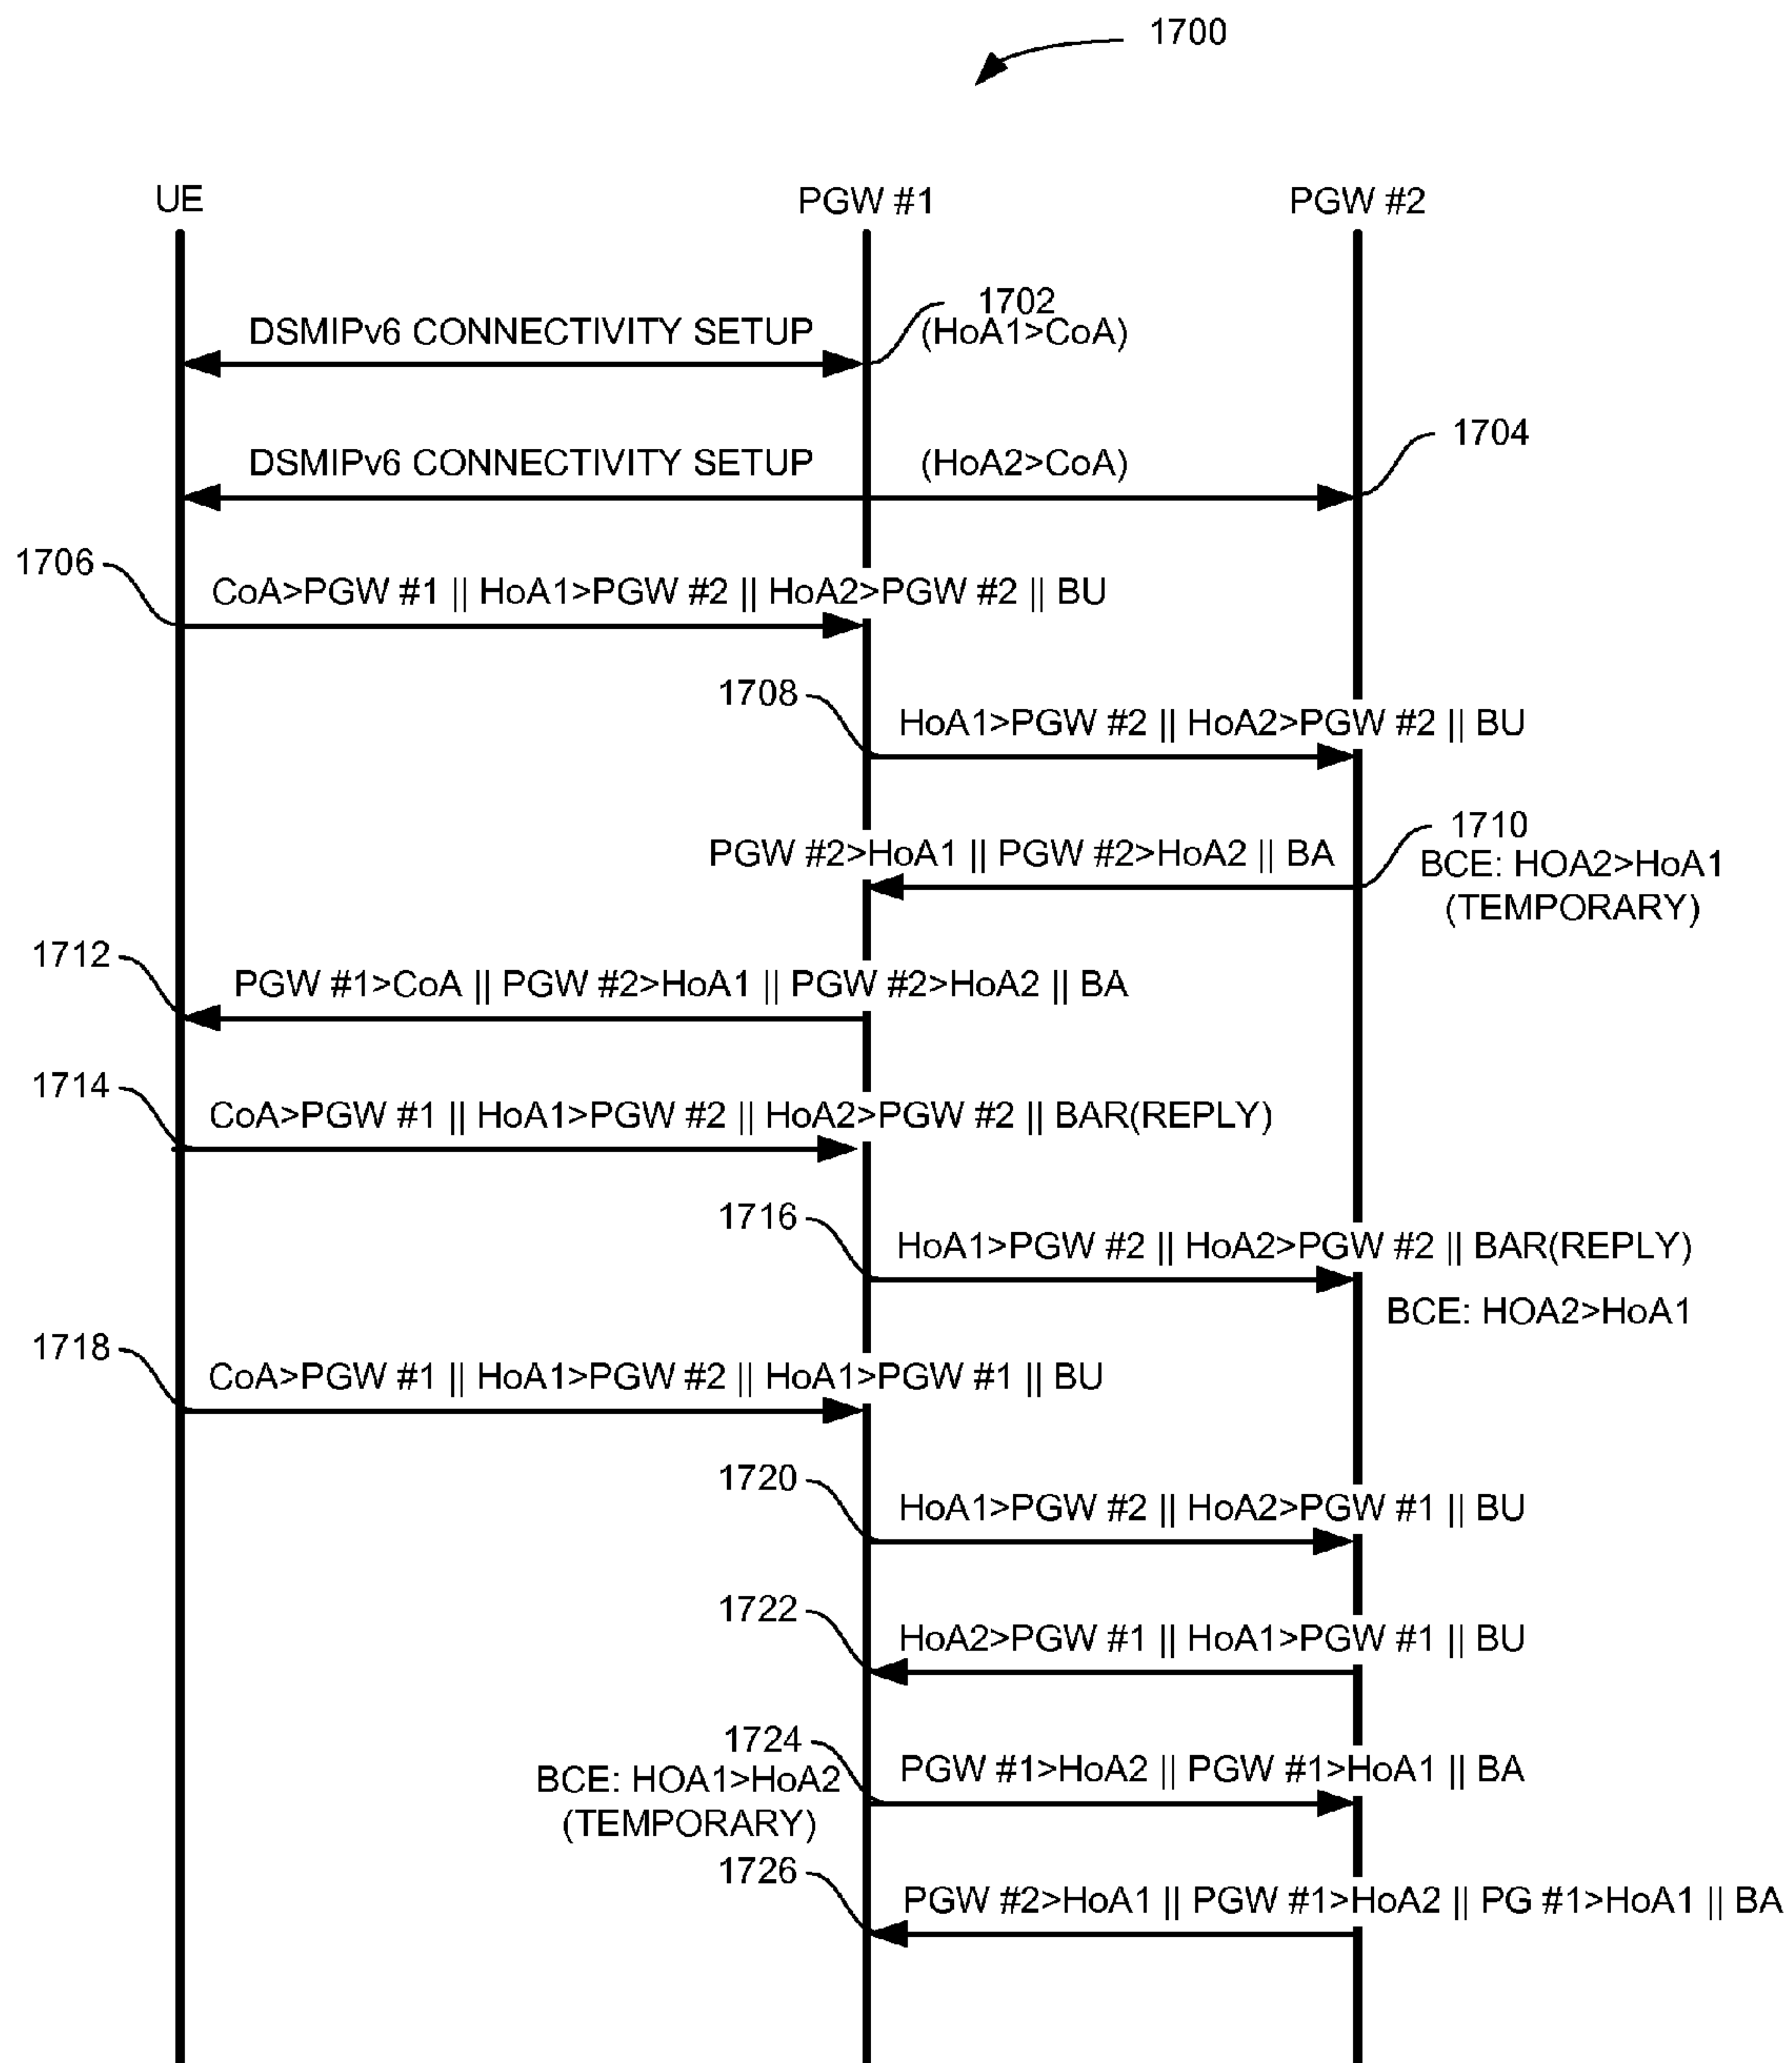 1700
UE
PGW #1
PGW #2
1702
DSMIPv6 CONNECTIVITY SETUP
(HoA1>CoA)
1704
DSMIPv6 CONNECTIVITY SETUP
(HoA2>CoA)
1706
CoA>PGW #1 || HoA1>PGW #2 || HoA2>PGW #2 || BU
1708
HoA1>PGW #2 || HoA2>PGW #2 || BU
1710
PGW #2>HoA1 || PGW #2>HoA2 || BA
BCE: HOA2>HoA1
(TEMPORARY)
1712
PGW #1>CoA || PGW #2>HoA1 || PGW #2>HoA2 || BA
1714
CoA>PGW #1 || HoA1>PGW #2 || HoA2>PGW #2 || BAR(REPLY)
1716
HoA1>PGW #2 || HoA2>PGW #2 || BAR(REPLY)
BCE: HOA2>HoA1
1718
CoA>PGW #1 || HoA1>PGW #2 || HoA1>PGW #1 || BU
1720
HoA1>PGW #2 || HoA2>PGW #1 || BU
1722
HoA2>PGW #1 || HoA1>PGW #1 || BU
1724
BCE: HOA1>HoA2
(TEMPORARY)
PGW #1>HoA2 || PGW #1>HoA1 || BA
1726
PGW #2>HoA1 || PGW #1>HoA2 || PG #1>HoA1 || BA